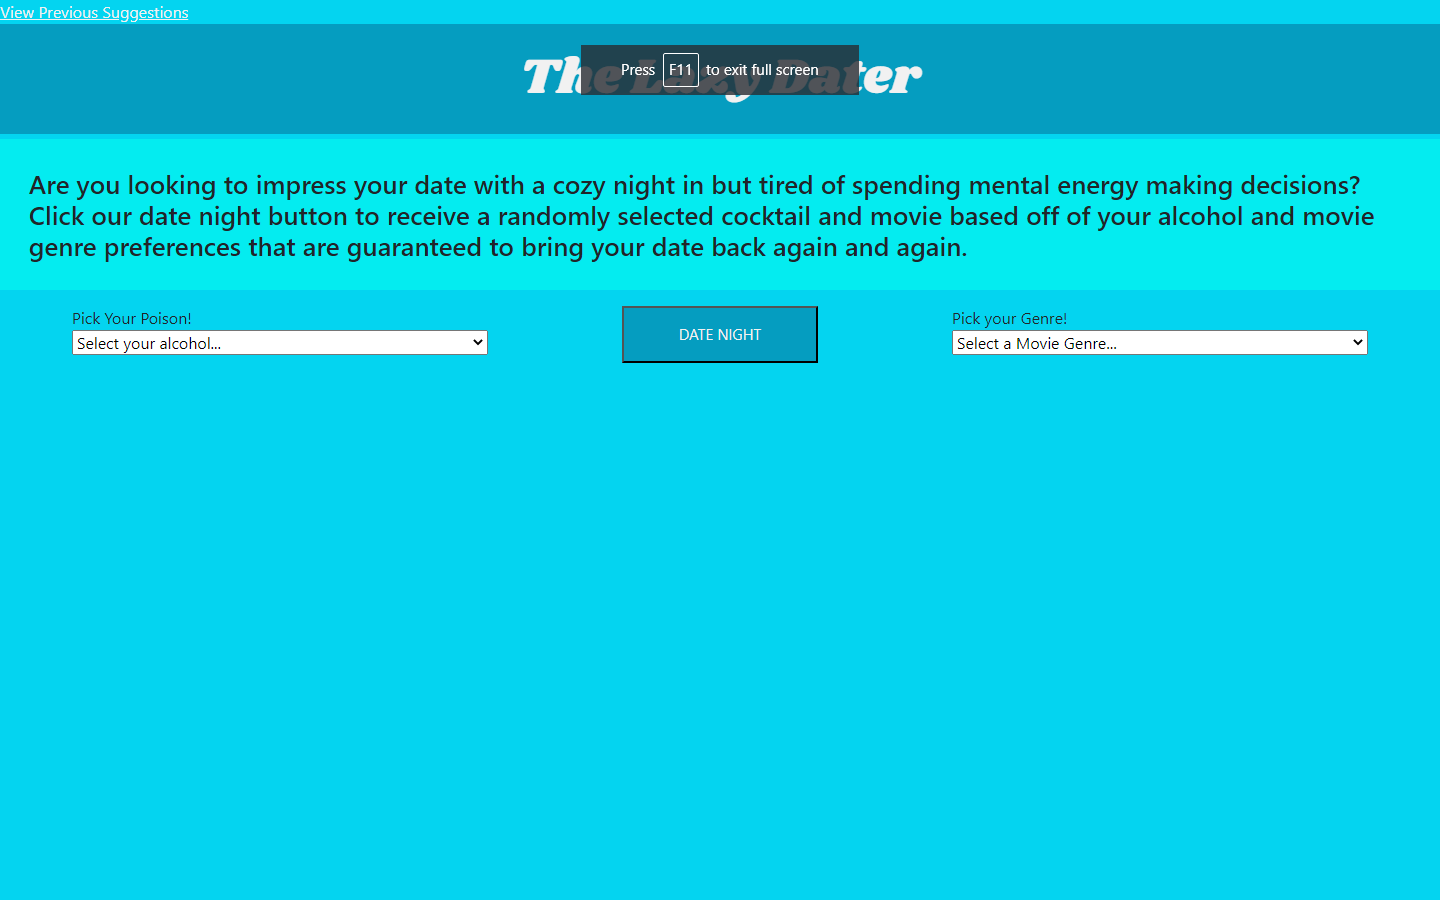 View Previous Suggestions
The Lazy Dater
Press F11 to exit full screen
Are you looking to impress your date with a cozy night in but tired of spending mental energy making decisions?
Click our date night button to receive a randomly selected cocktail and movie based off of your alcohol and movie
genre preferences that are guaranteed to bring your date back again and again.
Pick Your Poison!
Select your alcohol...
DATE NIGHT
Pick your Genre!
Select a Movie Genre...